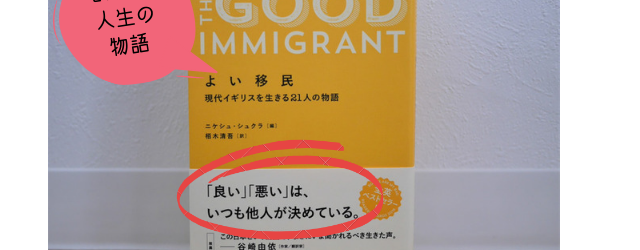 人生の
物語
THE
GOOD
IMMIGRANT
よい移民
現代イギリスを生きる21人の物語
ニケシュ・シュクラ［編］
栢木清吾［訳］
「良い」「悪い」は、
いつも他人が決めている。
谷崎由依